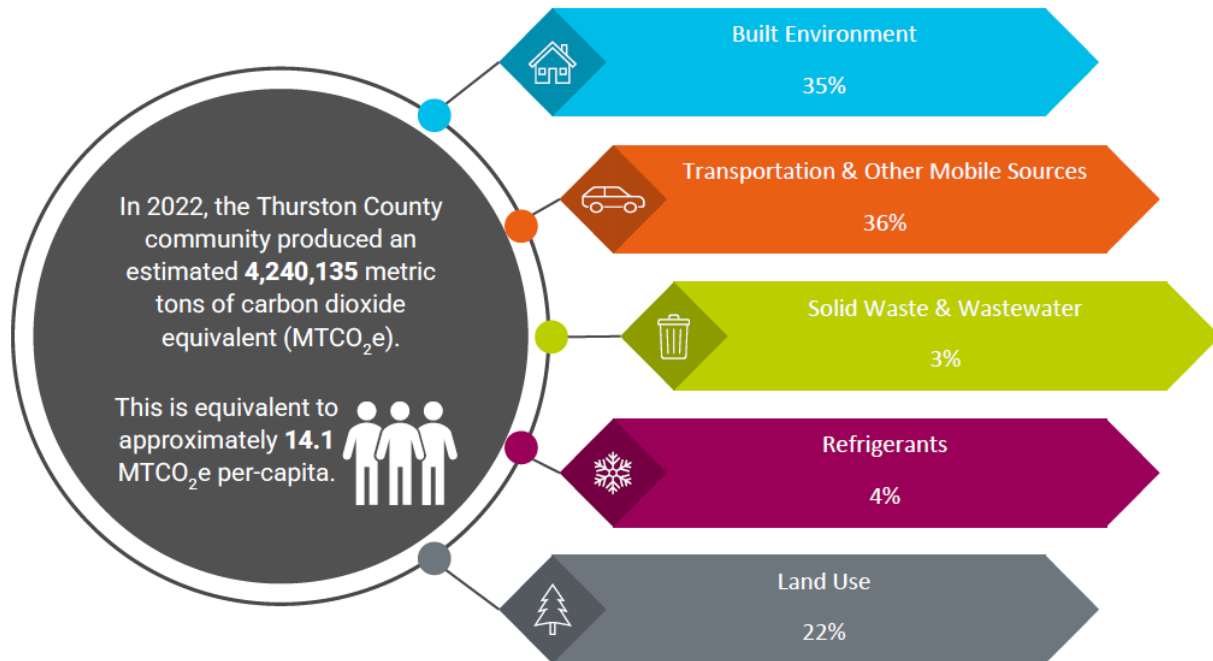 In 2022, the Thurston County
community produced an
estimated 4,240,135 metric
tons of carbon dioxide
equivalent (MTCO₂e).
This is equivalent to
approximately 14.1
MTCO₂e per-capita.
Built Environment
35%
Transportation & Other Mobile Sources
36%
Solid Waste & Wastewater
3%
Refrigerants
4%
Land Use
22%